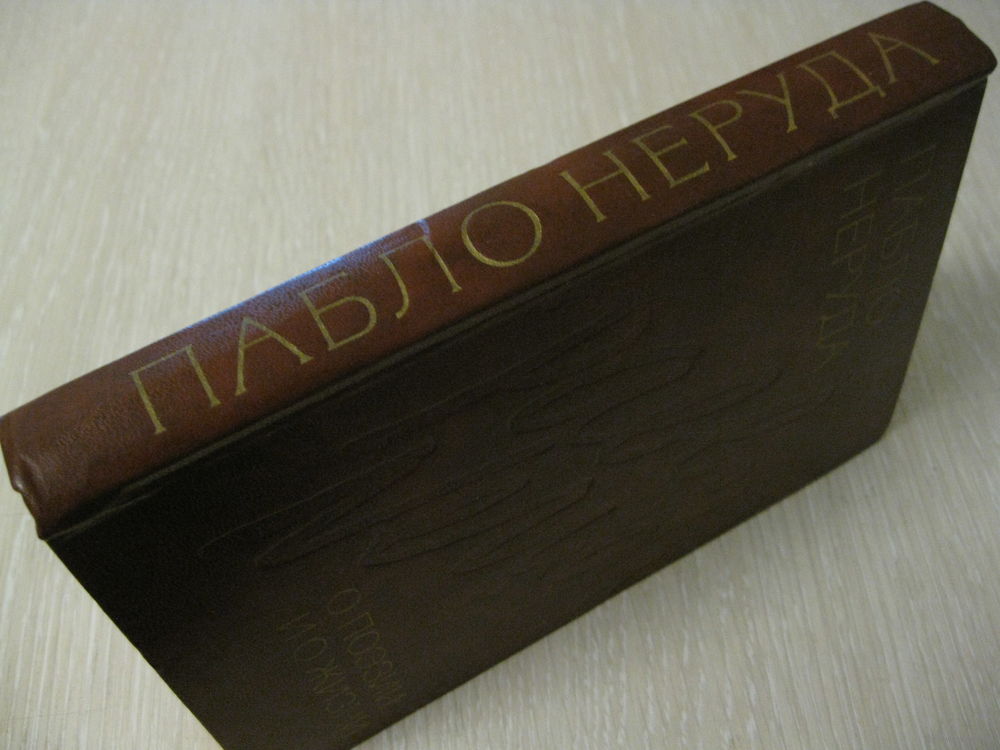 ПАБЛО НЕРУДА
ПАБЛО
НЕРУДА
О ПОЭЗИИ
И О ЖИЗНИ